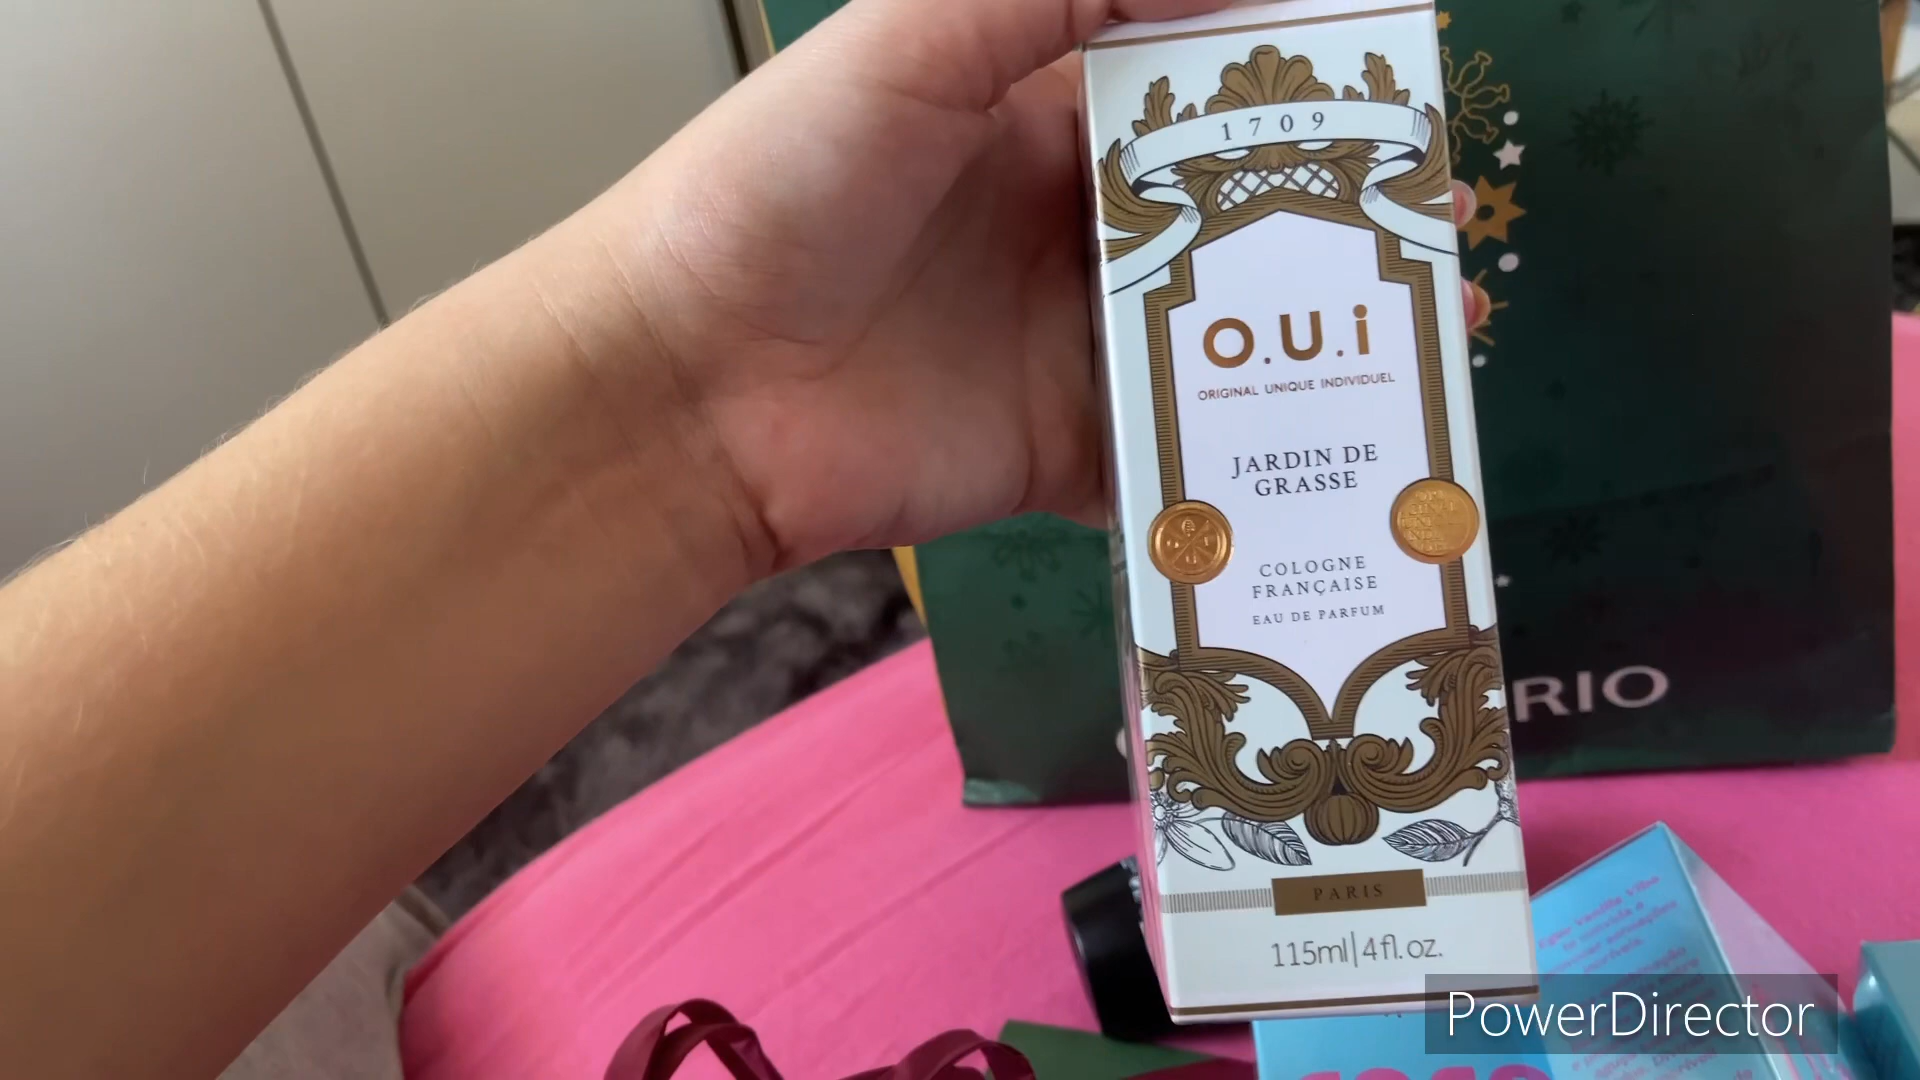 1709
O.U.i
ORIGINAL UNIQUE INDIVIDUEL
JARDIN DE
GRASSE
COLOGNE
FRANÇAISE
EAU DE PARFUM
PARIS
115ml|4fl.oz.
RIO
PowerDirector